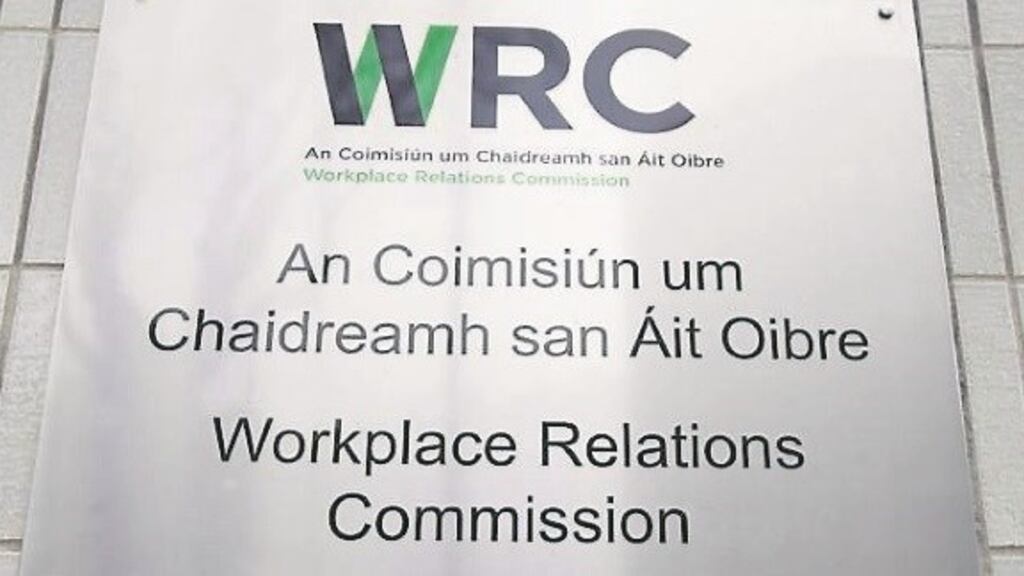 WRC
An Coimisiún um Chaidreamh san Áit Oibre
Workplace Relations Commission
An Coimisiún um
Chaidreamh san Áit Oibre
Workplace Relations
Commission